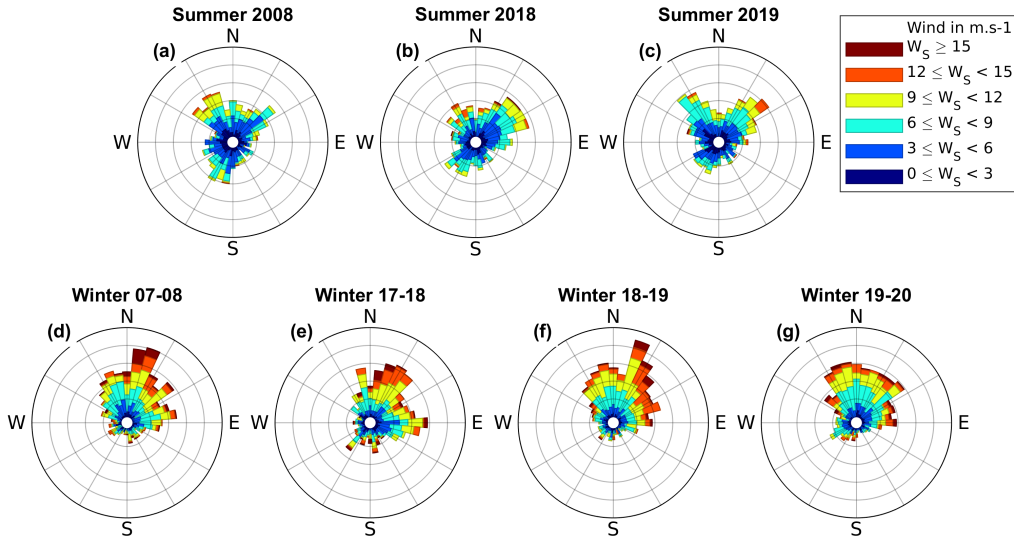 Summer 2008
Summer 2018
Summer 2019
(a)
N
W
E
S
(b)
N
W
E
S
(c)
N
W
E
S
Wind in m.s-1
W_S ≥ 15
12 ≤ W_S < 15
9 ≤ W_S < 12
6 ≤ W_S < 9
3 ≤ W_S < 6
0 ≤ W_S < 3
Winter 07-08
Winter 17-18
Winter 18-19
Winter 19-20
(d)
N
W
E
S
(e)
N
W
E
S
(f)
N
W
E
S
(g)
N
W
E
S